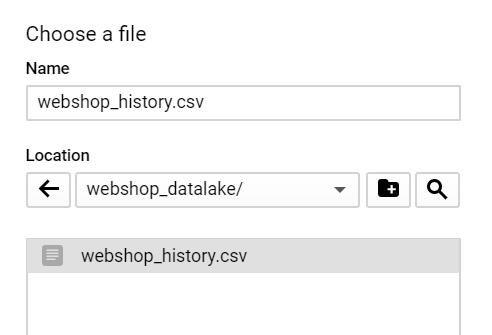 Choose a file
Name
webshop_history.csv
Location
webshop_datalake/
webshop_history.csv